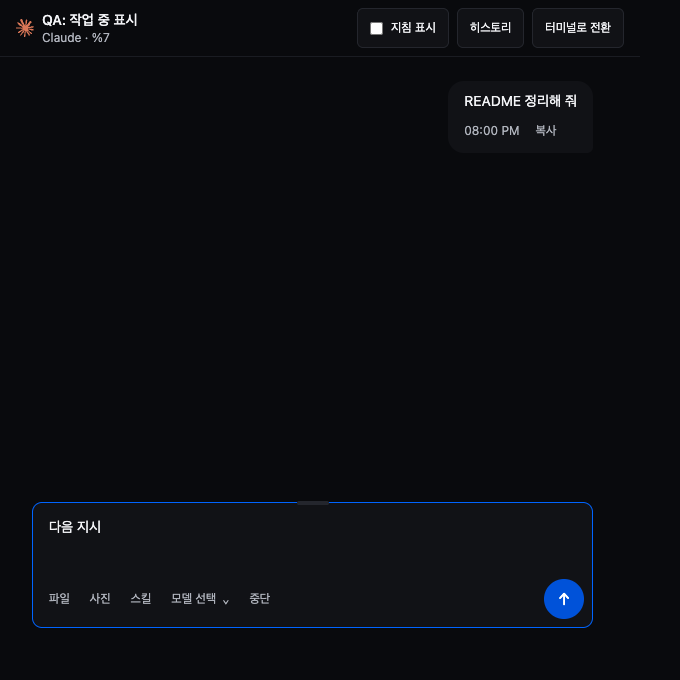 QA: 작업 중 표시
Claude · %7
지침 표시
히스토리
터미널로 전환
README 정리해 줘
08:00 PM 복사
다음 지시
파일 사진 스킬 모델 선택 중단